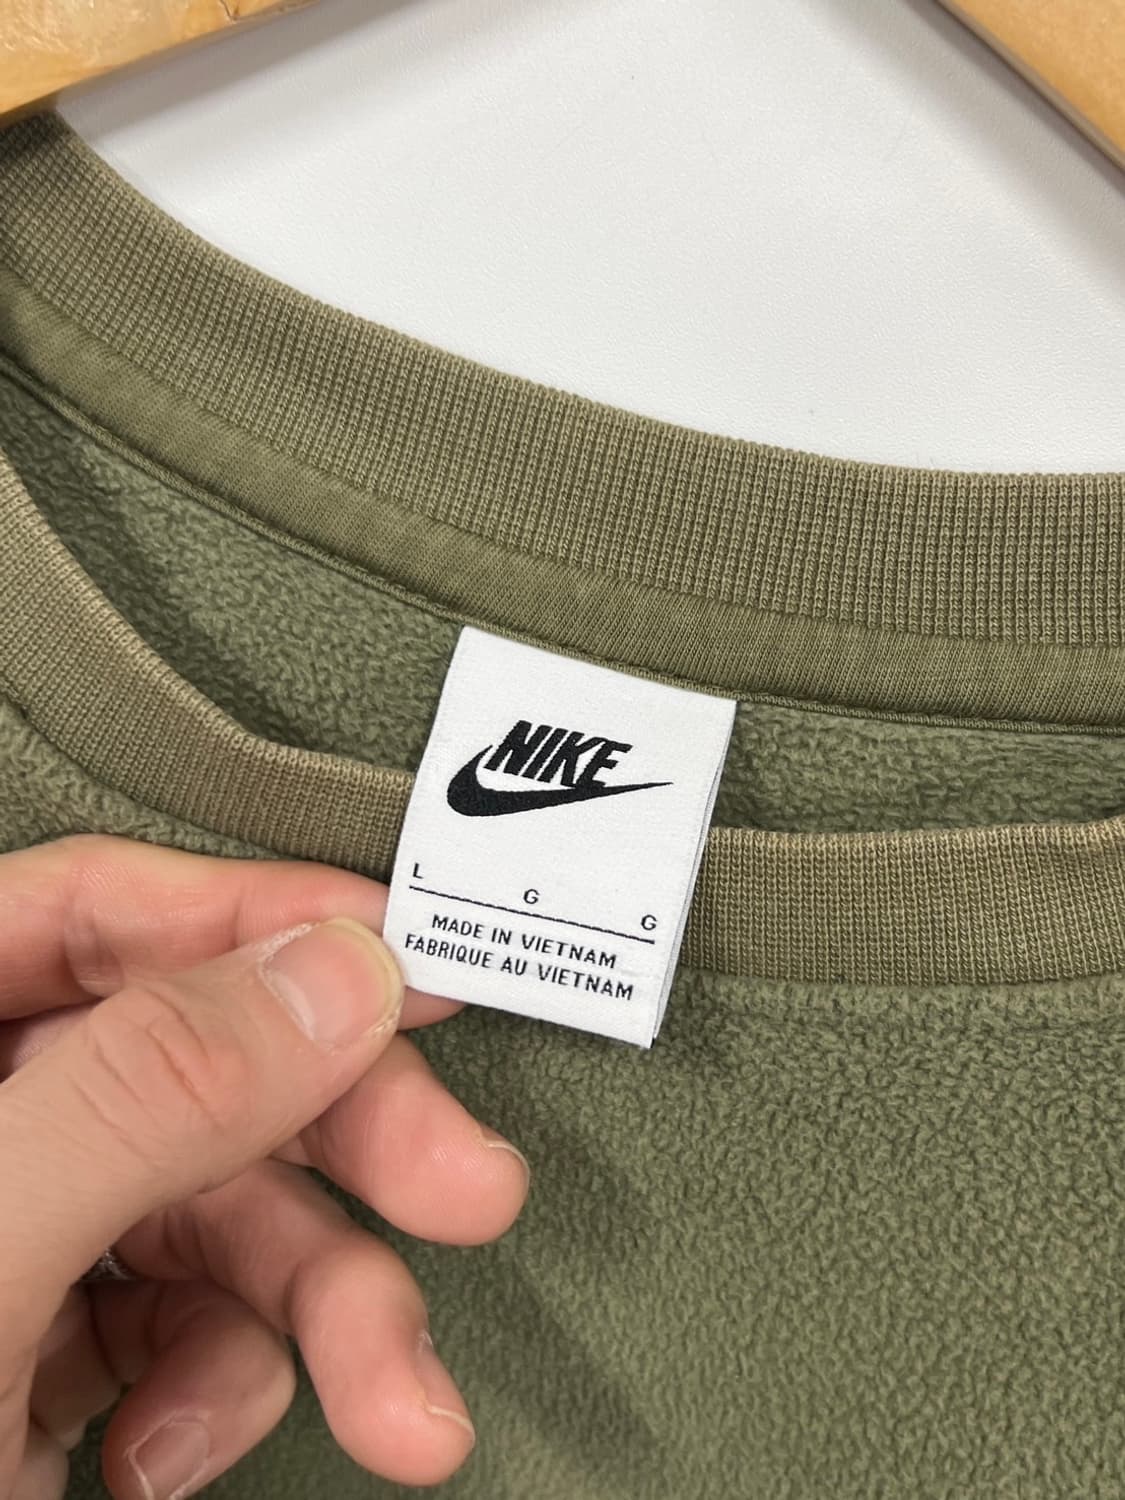 NIKE
L G G
MADE IN VIETNAM
FABRIQUE AU VIETNAM